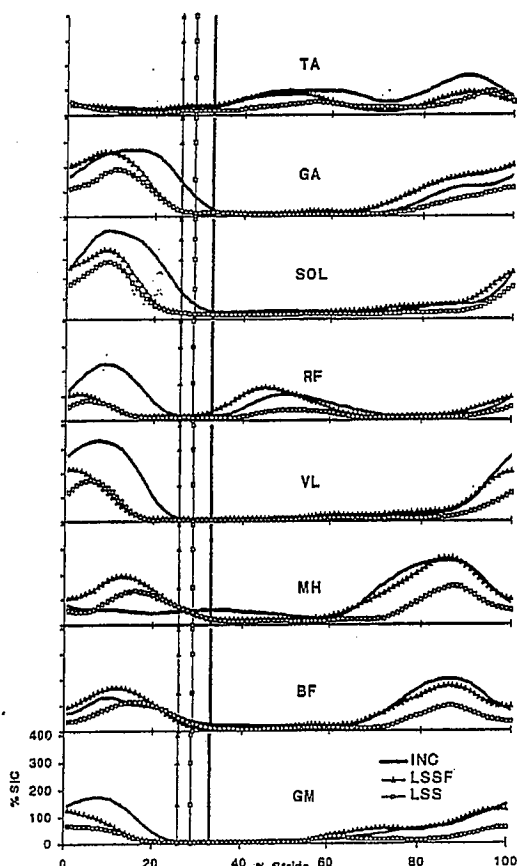 TA
GA
SOL
RF
VL
MH
BF
400
300
200
100
0
% SIC
GM
INC
LSSF
LSS
0 20 40 60 80 100
% Stride